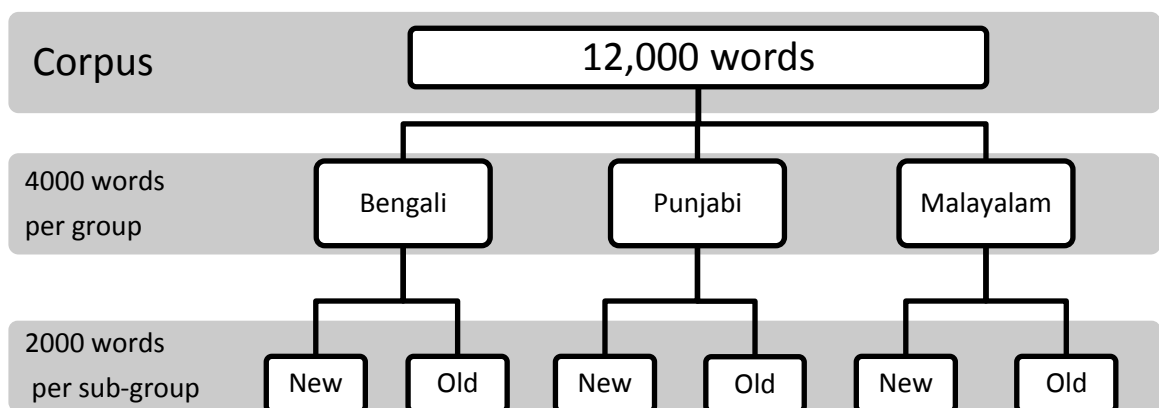 Corpus
12,000 words
4000 words
per group
Bengali
Punjabi
Malayalam
2000 words
per sub-group
New
Old
New
Old
New
Old